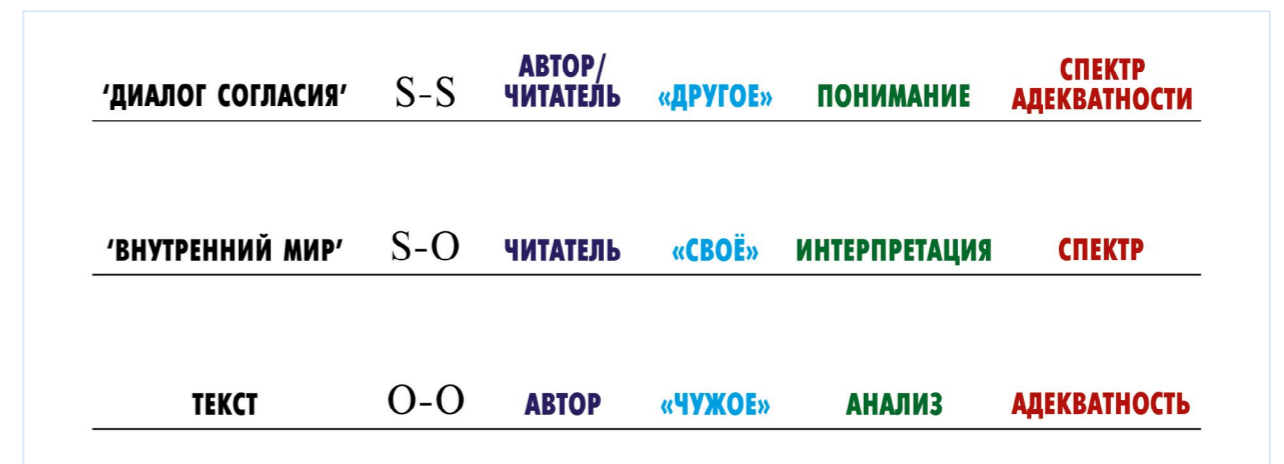 ‘ДИАЛОГ СОГЛАСИЯ’ S-S АВТОР/ ЧИТАТЕЛЬ «ДРУГОЕ» ПОНИМАНИЕ СПЕКТР АДЕКВАТНОСТИ
‘ВНУТРЕННИЙ МИР’ S-O ЧИТАТЕЛЬ «СВОЁ» ИНТЕРПРЕТАЦИЯ СПЕКТР
ТЕКСТ O-O АВТОР «ЧУЖОЕ» АНАЛИЗ АДЕКВАТНОСТЬ